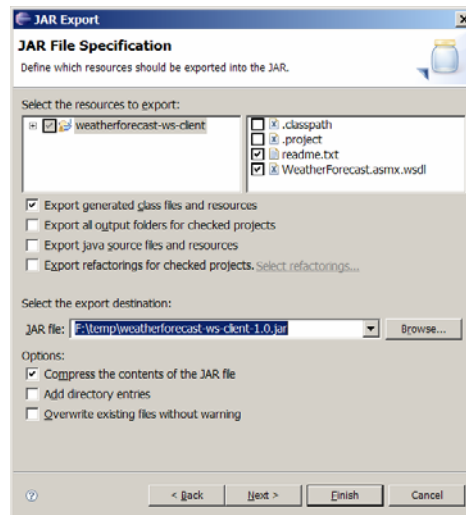 JAR Export
JAR File Specification
Define which resources should be exported into the JAR.
Select the resources to export:
weatherforecast-ws-client
.classpath
.project
readme.txt
WeatherForecast.asmx.wsdl
Export generated class files and resources
Export all output folders for checked projects
Export java source files and resources
Export refactorings for checked projects. Select refactorings...
Select the export destination:
JAR file: F:\temp\weatherforecast-ws-client-1.0.jar Browse...
Options:
Compress the contents of the JAR file
Add directory entries
Overwrite existing files without warning
< Back Next > Finish Cancel